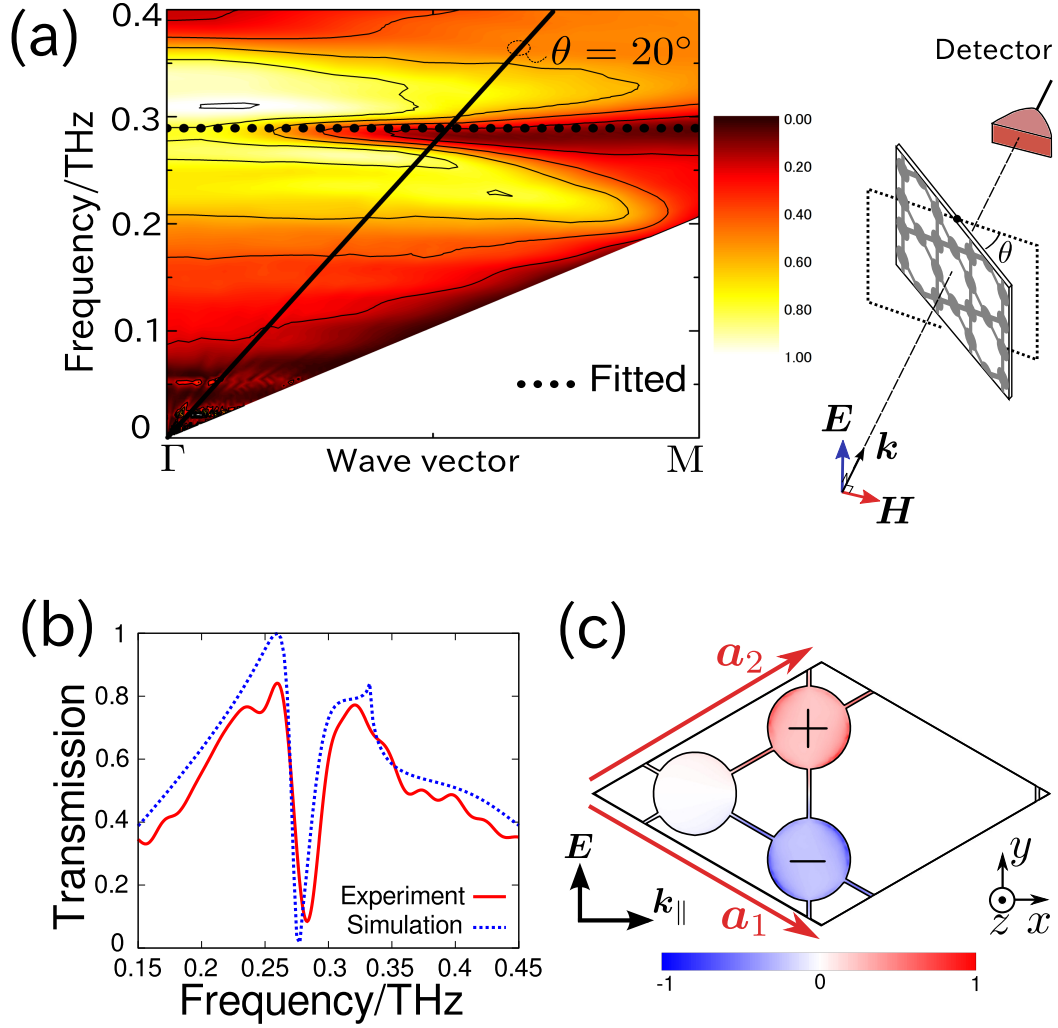 (a)
0.4
0.3
0.2
0.1
0
Frequency/THz
θ = 20°
Fitted
Γ
Wave vector
M
0.00
0.20
0.40
0.60
0.80
1.00
Detector
θ
E
k
H
(b)
1
0.8
0.6
0.4
0.2
0
Transmission
Experiment
Simulation
0.15
0.2
0.25
0.3
0.35
0.4
0.45
Frequency/THz
(c)
a₂
+
−
E
k∥
a₁
y
z
x
-1
0
1